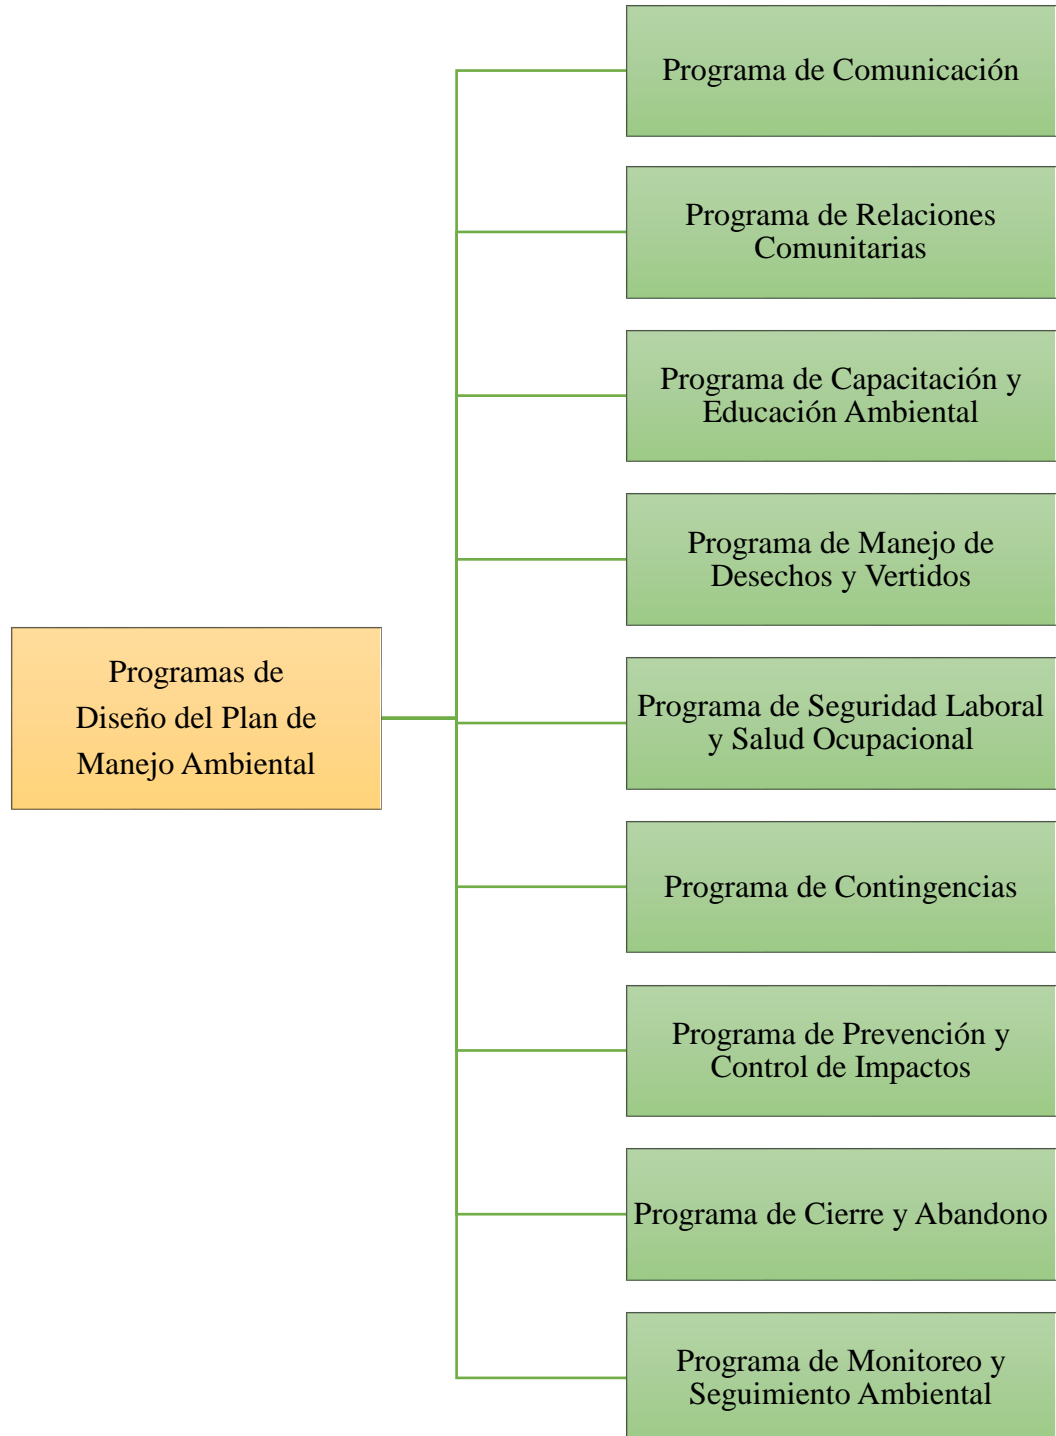 Programa de Comunicación
Programa de Relaciones
Comunitarias
Programa de Capacitación y
Educación Ambiental
Programa de Manejo de
Desechos y Vertidos
Programas de
Diseño del Plan de
Manejo Ambiental
Programa de Seguridad Laboral
y Salud Ocupacional
Programa de Contingencias
Programa de Prevención y
Control de Impactos
Programa de Cierre y Abandono
Programa de Monitoreo y
Seguimiento Ambiental